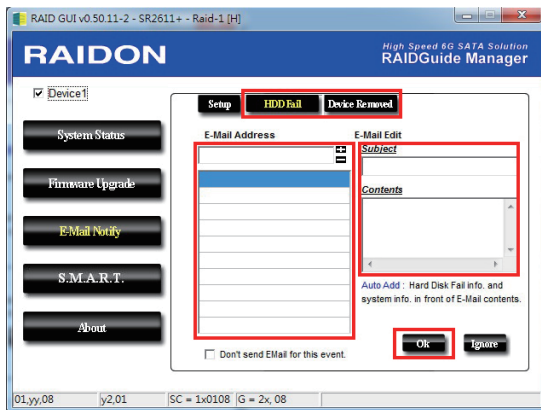 RAID GUI v0.50.11-2 - SR2611+ - Raid-1 [H]
RAIDON
High Speed 6G SATA Solution
RAIDGuide Manager
Device1
Setup
HDD Fail
Device Removed
System Status
Firmware Upgrade
E-Mail Notify
S.M.A.R.T.
About
E-Mail Address
E-Mail Edit
Subject
Contents
Auto Add : Hard Disk Fail info. and
system info. in front of E-Mail contents.
Ok
Ignore
Don't send EMail for this event.
01,yy,08
y2,01
SC = 1x0108
G = 2x, 08